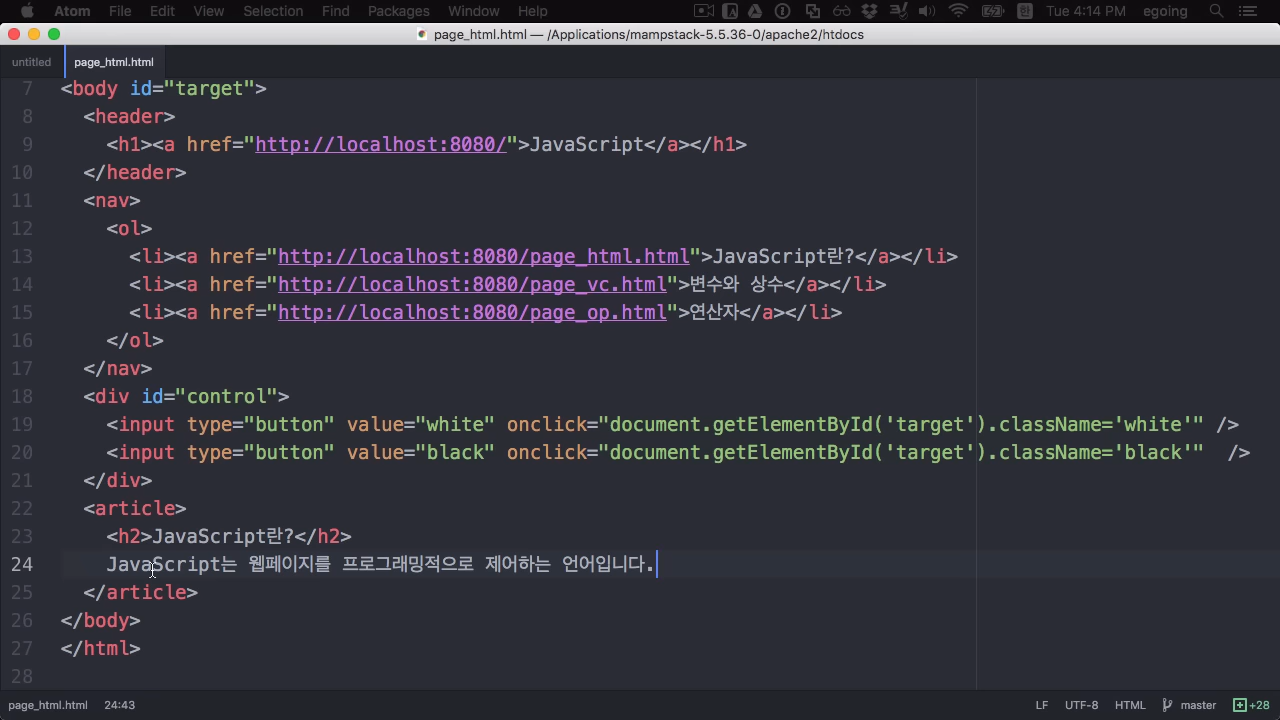 Atom File Edit View Selection Find Packages Window Help Tue 4:14 PM egoing
page_html.html — /Applications/mampstack-5.5.36-0/apache2/htdocs
untitled page_html.html
7 <body id="target">
8 <header>
9 <h1><a href="http://localhost:8080/">JavaScript</a></h1>
10 </header>
11 <nav>
12 <ol>
13 <li><a href="http://localhost:8080/page_html.html">JavaScript란?</a></li>
14 <li><a href="http://localhost:8080/page_vc.html">변수와 상수</a></li>
15 <li><a href="http://localhost:8080/page_op.html">연산자</a></li>
16 </ol>
17 </nav>
18 <div id="control">
19 <input type="button" value="white" onclick="document.getElementById('target').className='white'" />
20 <input type="button" value="black" onclick="document.getElementById('target').className='black'" />
21 </div>
22 <article>
23 <h2>JavaScript란?</h2>
24 JavaScript는 웹페이지를 프로그래밍적으로 제어하는 언어입니다.
25 </article>
26 </body>
27 </html>
28
page_html.html 24:43 LF UTF-8 HTML master +28